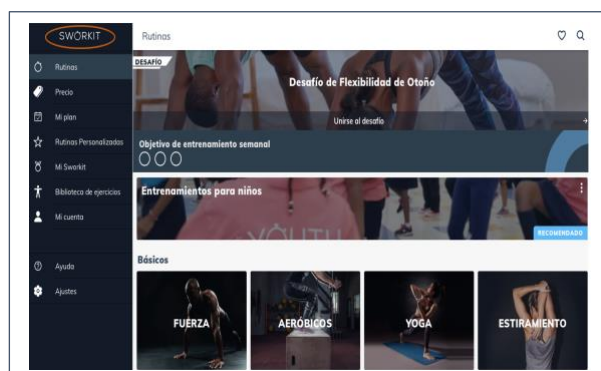 SWORKIT
Rutinas
Precio
Mi plan
Rutinas Personalizadas
Mi Sworkit
Biblioteca de ejercicios
Mi cuenta
Ayuda
Ajustes
Rutinas
DESAFÍO
Desafío de Flexibilidad de Otoño
Unirse al desafío
Objetivo de entrenamiento semanal
Entrenamientos para niños
YOUTH
RECOMENDADO
Básicos
FUERZA
AERÓBICOS
YOGA
ESTIRAMIENTO